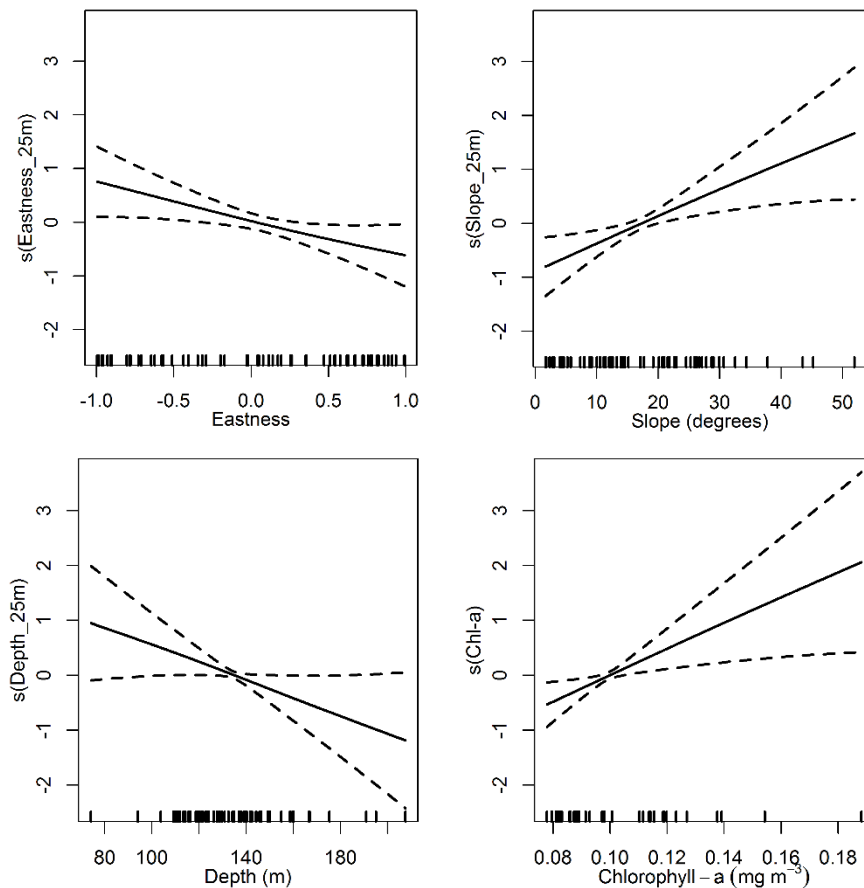 s(Eastness_25m)
3
2
1
0
-1
-2
-1.0 -0.5 0.0 0.5 1.0
Eastness
s(Slope_25m)
3
2
1
0
-1
-2
0 10 20 30 40 50
Slope (degrees)
s(Depth_25m)
3
2
1
0
-1
-2
80 100 120 140 160 180
Depth (m)
s(Chl-a)
3
2
1
0
-1
-2
0.08 0.10 0.12 0.14 0.16 0.18
Chlorophyll − a (mg m⁻³)